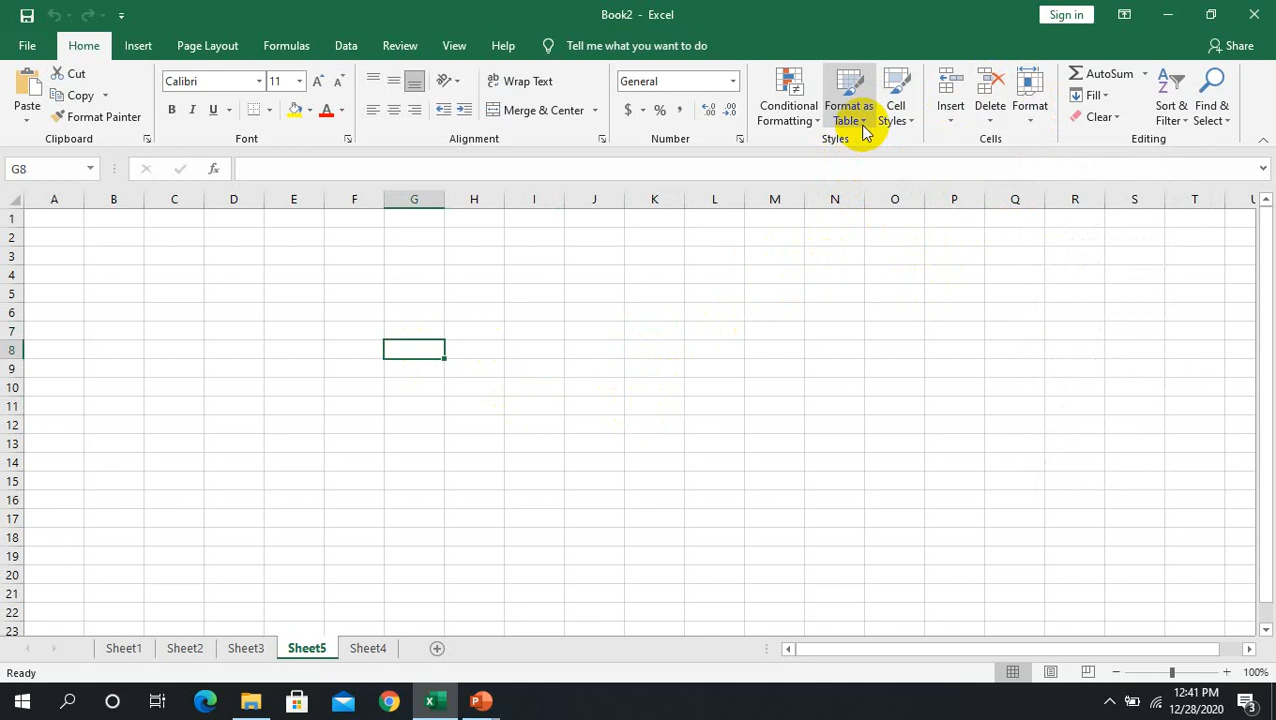 Book2 - Excel
Sign in
File Home Insert Page Layout Formulas Data Review View Help Tell me what you want to do Share
Paste
Cut
Copy
Format Painter
Clipboard
Calibri 11
B I U
Font
Wrap Text
Merge & Center
Alignment
General
$ % ,
Number
Conditional Formatting
Format as Table
Cell Styles
Styles
Insert
Delete
Format
Cells
AutoSum
Fill
Clear
Sort & Filter
Find & Select
Editing
G8 fx
A B C D E F G H I J K L M N O P Q R S T U
1
2
3
4
5
6
7
8
9
10
11
12
13
14
15
16
17
18
19
20
21
22
23
Sheet1 Sheet2 Sheet3 Sheet5 Sheet4
Ready 100%
12:41 PM
12/28/2020
3